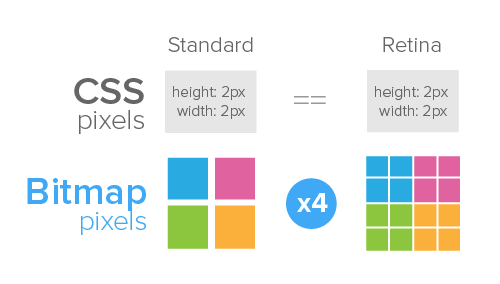 Standard
Retina
CSS
pixels
height: 2px
width: 2px
==
height: 2px
width: 2px
Bitmap
pixels
x4